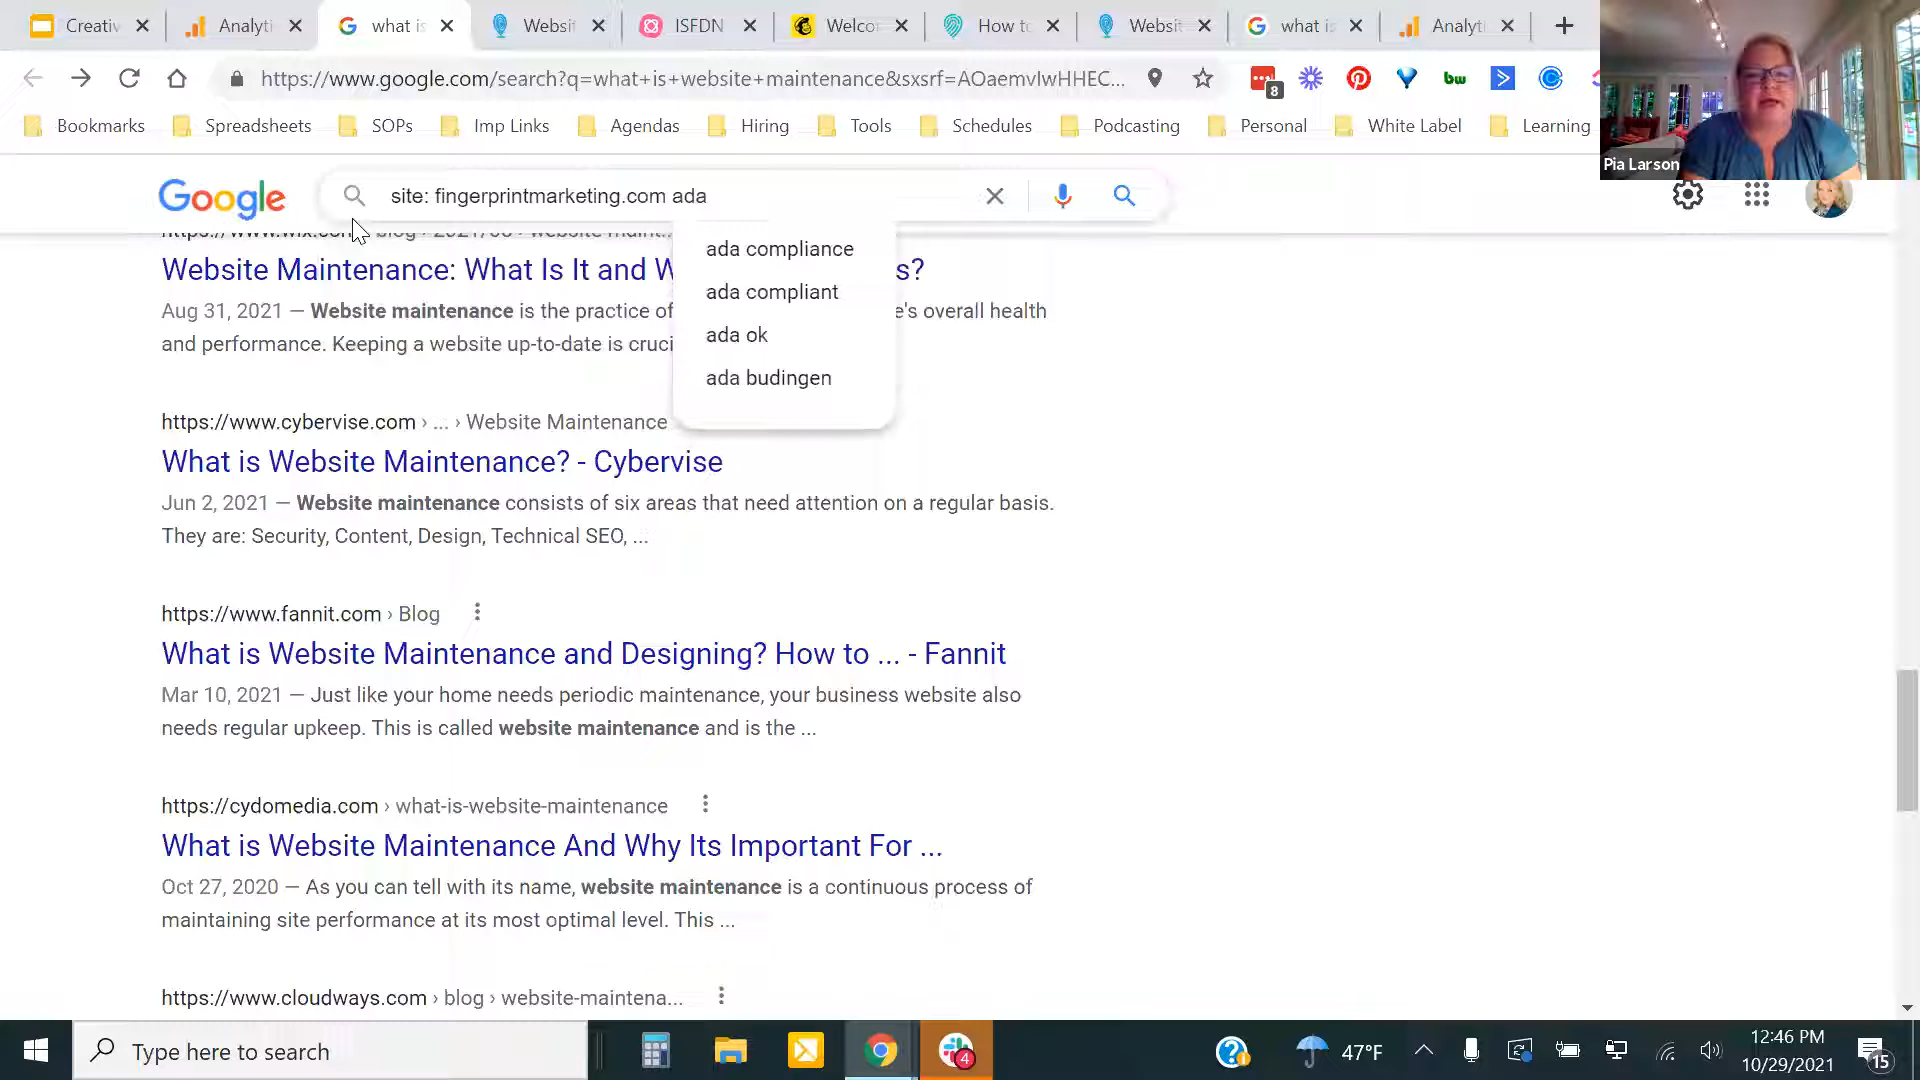 Creativ
Analyt
what is
Websit
ISFDN
Welco
How to
Websit
what is
Analyt
https://www.google.com/search?q=what+is+website+maintenance&sxsrf=AOaemvIwHHEC...
8
bw
Bookmarks
Spreadsheets
SOPs
Imp Links
Agendas
Hiring
Tools
Schedules
Podcasting
Personal
White Label
Learning
Pia Larson
Google
site: fingerprintmarketing.com ada
ada compliance
ada compliant
ada ok
ada budingen
Website Maintenance: What Is It and W s?
Aug 31, 2021 — Website maintenance is the practice of e's overall health
and performance. Keeping a website up-to-date is cruci
https://www.cybervise.com › ... › Website Maintenance
What is Website Maintenance? - Cybervise
Jun 2, 2021 — Website maintenance consists of six areas that need attention on a regular basis.
They are: Security, Content, Design, Technical SEO, ...
https://www.fannit.com › Blog
What is Website Maintenance and Designing? How to ... - Fannit
Mar 10, 2021 — Just like your home needs periodic maintenance, your business website also
needs regular upkeep. This is called website maintenance and is the ...
https://cydomedia.com › what-is-website-maintenance
What is Website Maintenance And Why Its Important For ...
Oct 27, 2020 — As you can tell with its name, website maintenance is a continuous process of
maintaining site performance at its most optimal level. This ...
https://www.cloudways.com › blog › website-maintena...
Type here to search
4
47°F
12:46 PM
10/29/2021
15